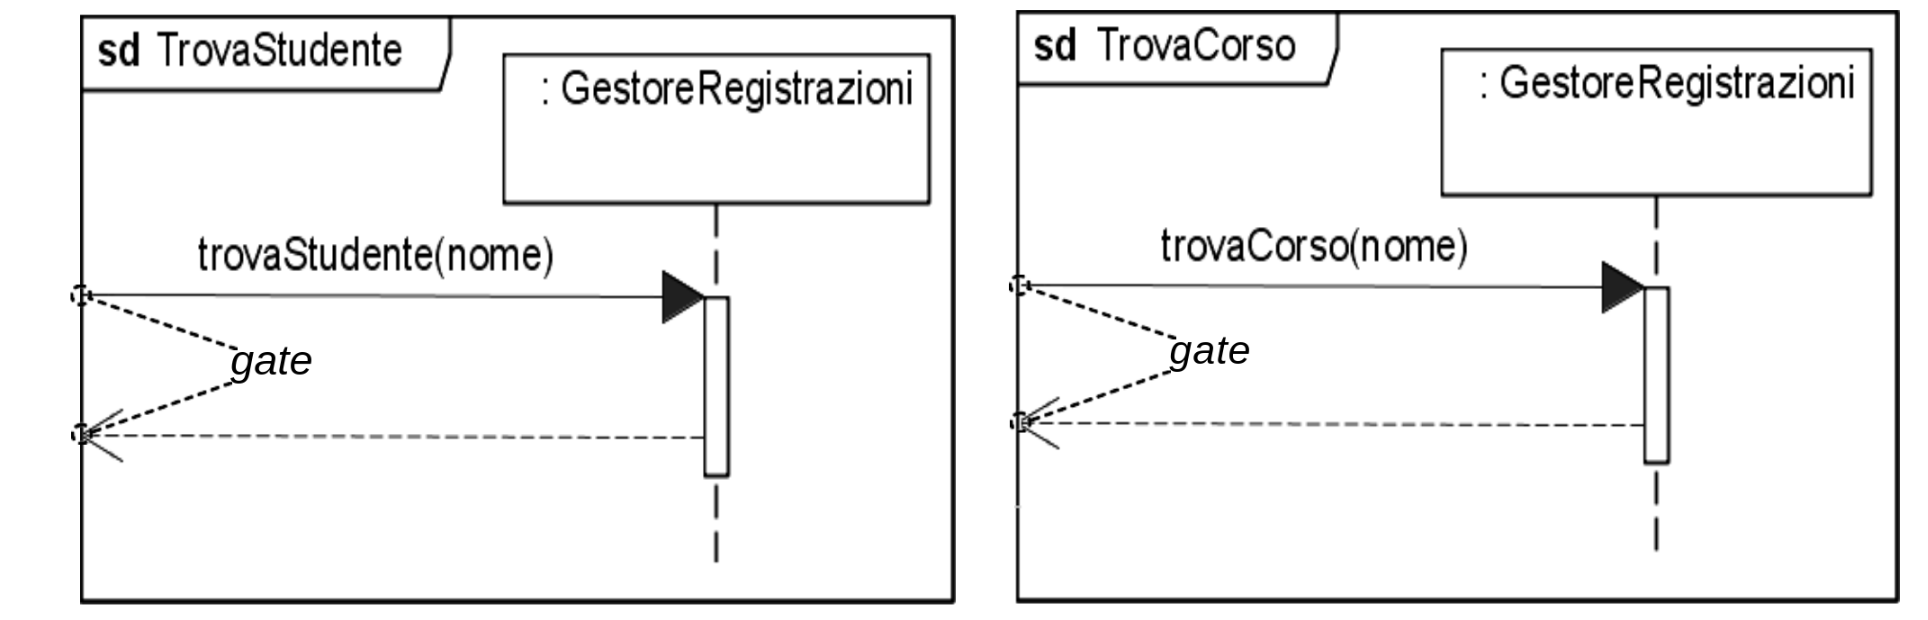 sd TrovaStudente
: GestoreRegistrazioni
trovaStudente(nome)
gate
sd TrovaCorso
: GestoreRegistrazioni
trovaCorso(nome)
gate